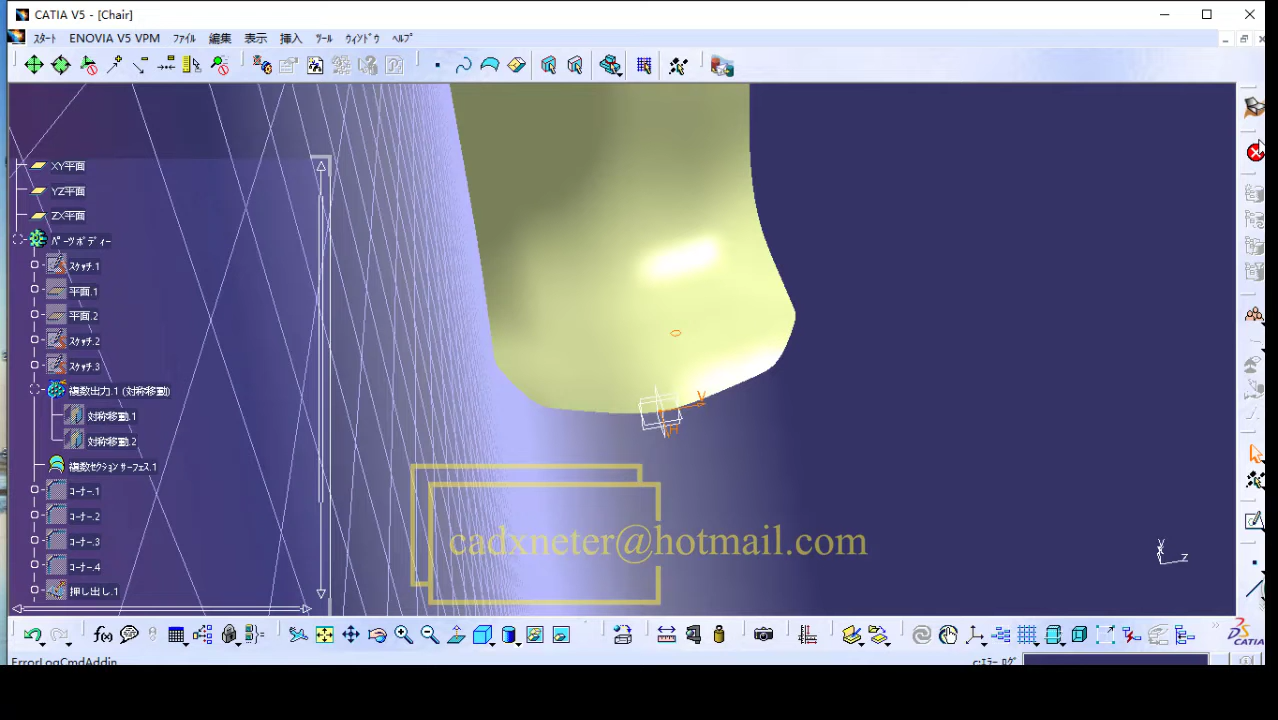 CATIA V5 - [Chair]
スタート ENOVIA V5 VPM ファイル 編集 表示 挿入 ツール ウィンドウ ヘルプ
XY平面
YZ平面
ZX平面
パーツボディー
スケッチ.1
平面.1
平面.2
スケッチ.2
スケッチ.3
複数出力.1 (対称移動)
対称移動.1
対称移動.2
複数セクション サーフェス.1
コーナー.1
コーナー.2
コーナー.3
コーナー.4
押し出し.1
V
H
cadxneter@hotmail.com
y
z
f(x)
CATIA
ErrorLogCmdAddin
c:エラー ログ